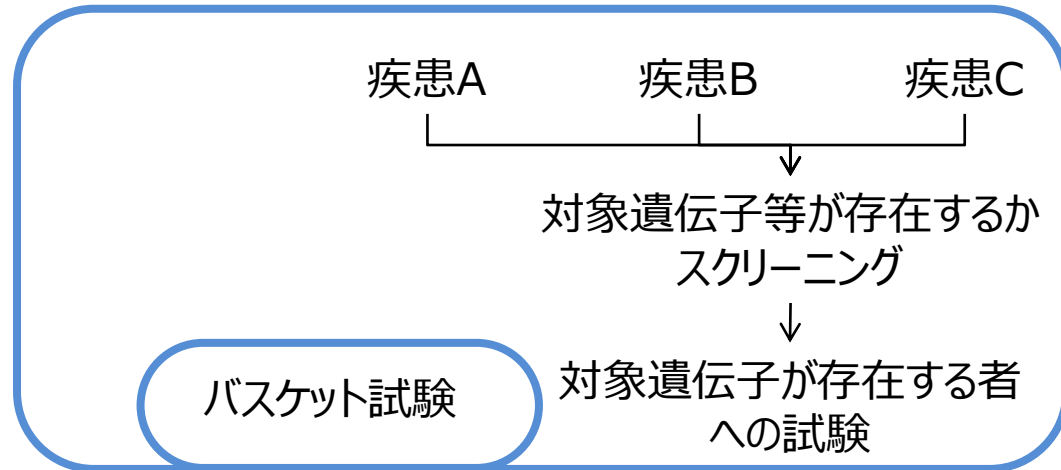 疾患A 疾患B 疾患C
対象遺伝子等が存在するか
スクリーニング
対象遺伝子が存在する者
への試験
バスケット試験